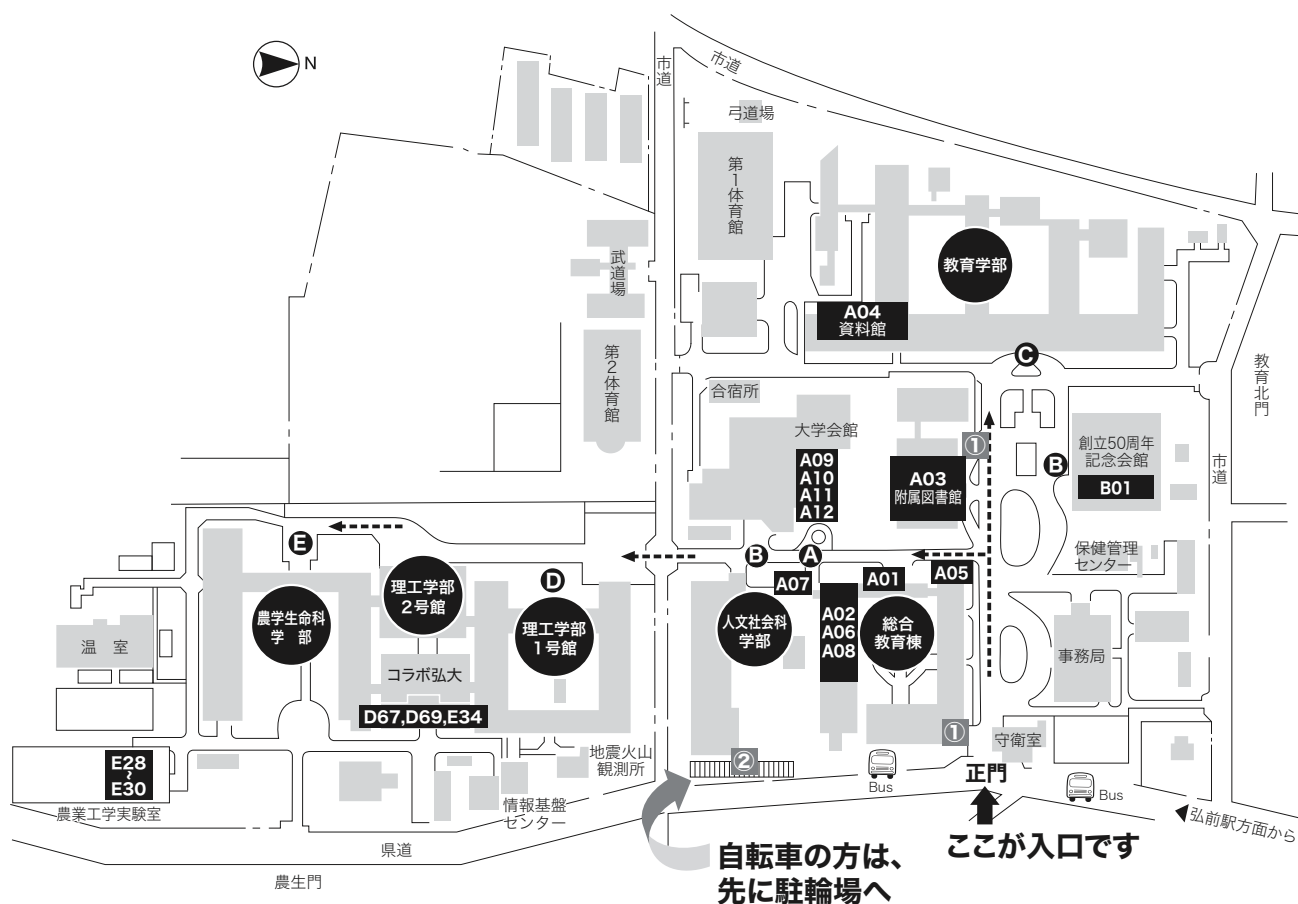 N
市道
市道
弓道場
第1体育館
教育学部
武道場
A04
資料館
第2体育館
C
教育北門
合宿所
大学会館
①
創立50周年
記念会館
B
B01
市道
A09
A10
A11
A12
A03
附属図書館
E
B
A
保健管理
センター
D
理工学部
2号館
A07
A01
A05
農学生命科
学部
理工学部
1号館
人文社会科
学部
A02
A06
A08
総合
教育棟
温室
コラボ弘大
事務局
D67,D69,E34
①
守衛室
地震火山
観測所
②
正門
E28
~
E30
Bus
Bus
農業工学実験室
情報基盤
センター
弘前駅方面から
県道
ここが入口です
自転車の方は、
先に駐輪場へ
農生門